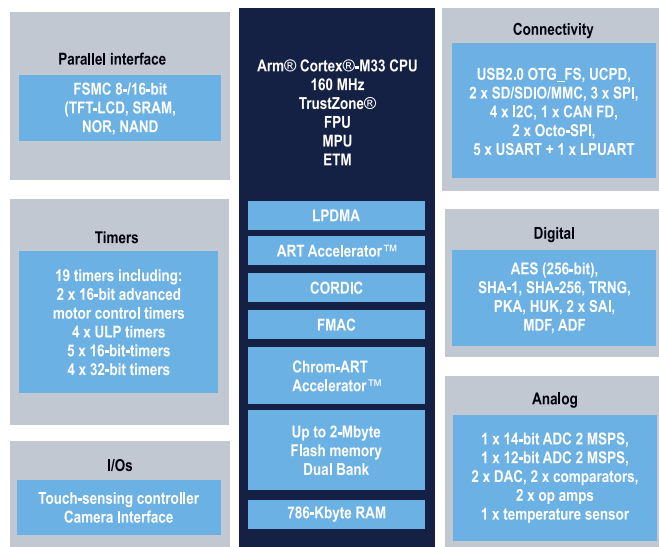 Parallel interface
FSMC 8-/16-bit
(TFT-LCD, SRAM,
NOR, NAND
Timers
19 timers including:
2 x 16-bit advanced
motor control timers
4 x ULP timers
5 x 16-bit-timers
4 x 32-bit timers
I/Os
Touch-sensing controller
Camera Interface
Arm® Cortex®-M33 CPU
160 MHz
TrustZone®
FPU
MPU
ETM
LPDMA
ART Accelerator™
CORDIC
FMAC
Chrom-ART
Accelerator™
Up to 2-Mbyte
Flash memory
Dual Bank
786-Kbyte RAM
Connectivity
USB2.0 OTG_FS, UCPD,
2 x SD/SDIO/MMC, 3 x SPI,
4 x I2C, 1 x CAN FD,
2 x Octo-SPI,
5 x USART + 1 x LPUART
Digital
AES (256-bit),
SHA-1, SHA-256, TRNG,
PKA, HUK, 2 x SAI,
MDF, ADF
Analog
1 x 14-bit ADC 2 MSPS,
1 x 12-bit ADC 2 MSPS,
2 x DAC, 2 x comparators,
2 x op amps
1 x temperature sensor